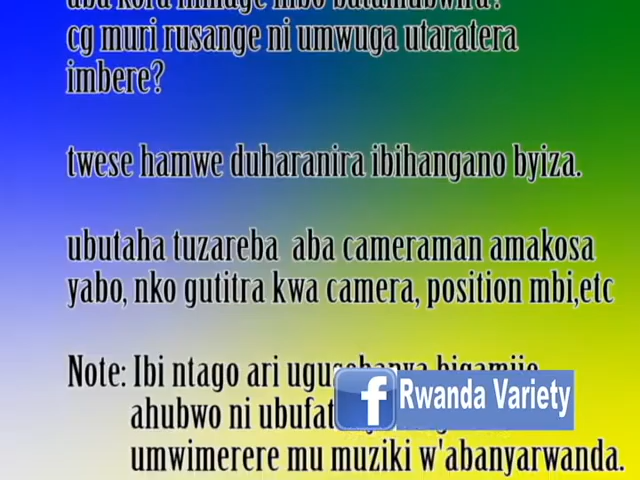 cg muri rusange ni umwuga utaratera
imbere?
twese hamwe duharanira ibihangano byiza.
ubutaha tuzareba aba cameraman amakosa
yabo, nko gutitra kwa camera, position mbi,etc
Note: Ibi ntago ari
ahubwo ni
umwimerere mu muziki w'abanyarwanda.
f Rwanda Variety